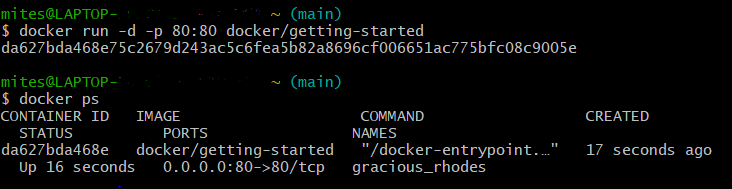 mites@LAPTOP- ~ (main)
$ docker run -d -p 80:80 docker/getting-started
da627bda468e75c2679d243ac5c6fea5b82a8696cf006651ac775bfc08c9005e
mites@LAPTOP- ~ (main)
$ docker ps
CONTAINER ID IMAGE COMMAND CREATED
STATUS PORTS NAMES
da627bda468e docker/getting-started "/docker-entrypoint.…" 17 seconds ago
Up 16 seconds 0.0.0.0:80->80/tcp gracious_rhodes